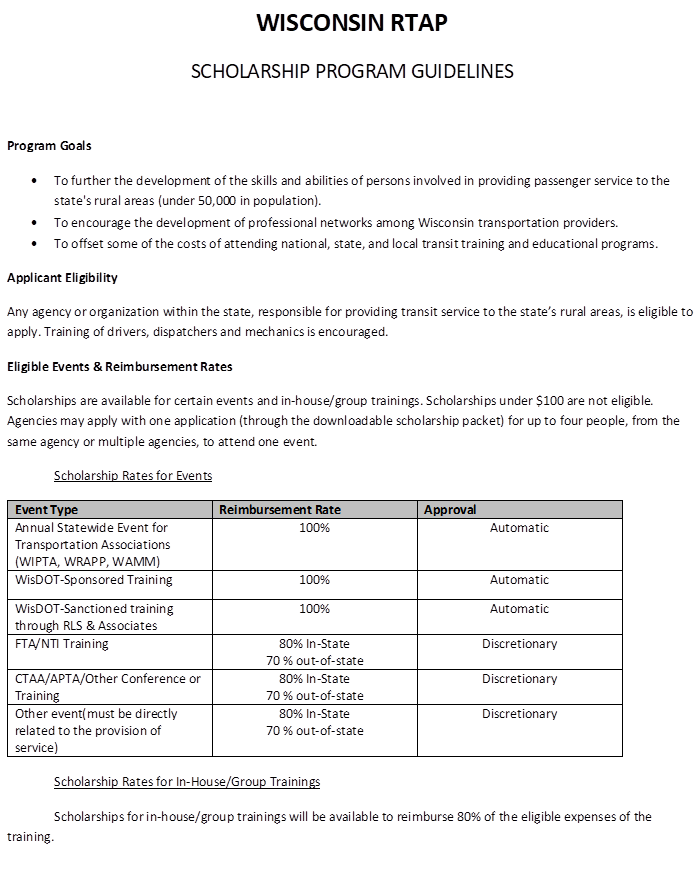 WISCONSIN RTAP
SCHOLARSHIP PROGRAM GUIDELINES
Program Goals
• To further the development of the skills and abilities of persons involved in providing passenger service to the
state's rural areas (under 50,000 in population).
• To encourage the development of professional networks among Wisconsin transportation providers.
• To offset some of the costs of attending national, state, and local transit training and educational programs.
Applicant Eligibility
Any agency or organization within the state, responsible for providing transit service to the state’s rural areas, is eligible to
apply. Training of drivers, dispatchers and mechanics is encouraged.
Eligible Events & Reimbursement Rates
Scholarships are available for certain events and in-house/group trainings. Scholarships under $100 are not eligible.
Agencies may apply with one application (through the downloadable scholarship packet) for up to four people, from the
same agency or multiple agencies, to attend one event.
Scholarship Rates for Events
Event Type Reimbursement Rate Approval
Annual Statewide Event for 100% Automatic
Transportation Associations
(WIPTA, WRAPP, WAMM)
WisDOT-Sponsored Training 100% Automatic
WisDOT-Sanctioned training 100% Automatic
through RLS & Associates
FTA/NTI Training 80% In-State Discretionary
70 % out-of-state
CTAA/APTA/Other Conference or 80% In-State Discretionary
Training 70 % out-of-state
Other event(must be directly 80% In-State Discretionary
related to the provision of 70 % out-of-state
service)
Scholarship Rates for In-House/Group Trainings
Scholarships for in-house/group trainings will be available to reimburse 80% of the eligible expenses of the
training.